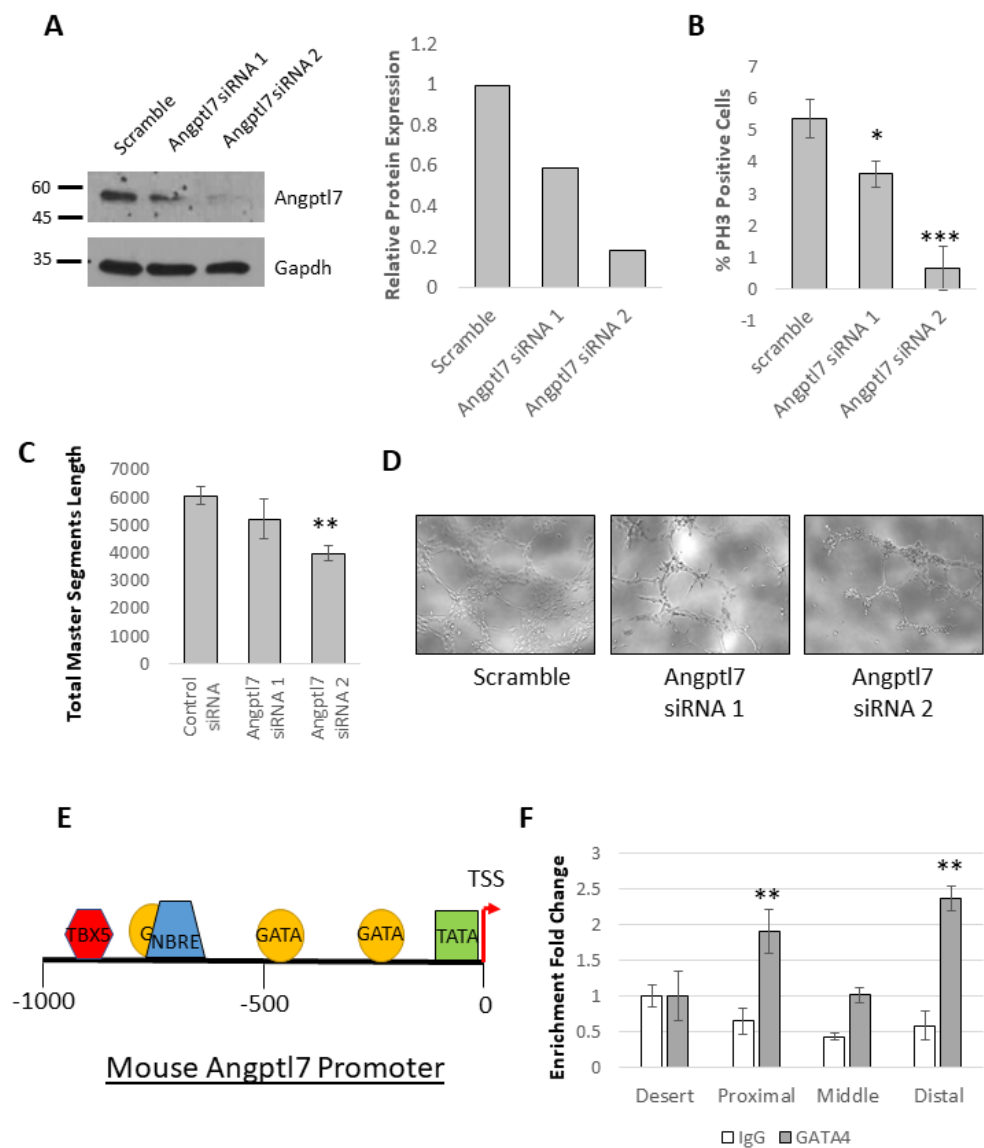 A
Scramble
Angptl7 siRNA 1
Angptl7 siRNA 2
60
45
35
Angptl7
Gapdh
Relative Protein Expression
1.2
1
0.8
0.6
0.4
0.2
0
Scramble
Angptl7 siRNA 1
Angptl7 siRNA 2
B
% PH3 Positive Cells
7
6
5
4
3
2
1
0
-1
*
***
scramble
Angptl7 siRNA 1
Angptl7 siRNA 2
C
Total Master Segments Length
7000
6000
5000
4000
3000
2000
1000
0
**
Control
siRNA
Angptl7
siRNA 1
Angptl7
siRNA 2
D
Scramble
Angptl7
siRNA 1
Angptl7
siRNA 2
E
TSS
TBX5
G
NBRE
GATA
GATA
TATA
-1000
-500
0
Mouse Angptl7 Promoter
F
Enrichment Fold Change
3
2.5
2
1.5
1
0.5
0
**
**
Desert
Proximal
Middle
Distal
IgG
GATA4